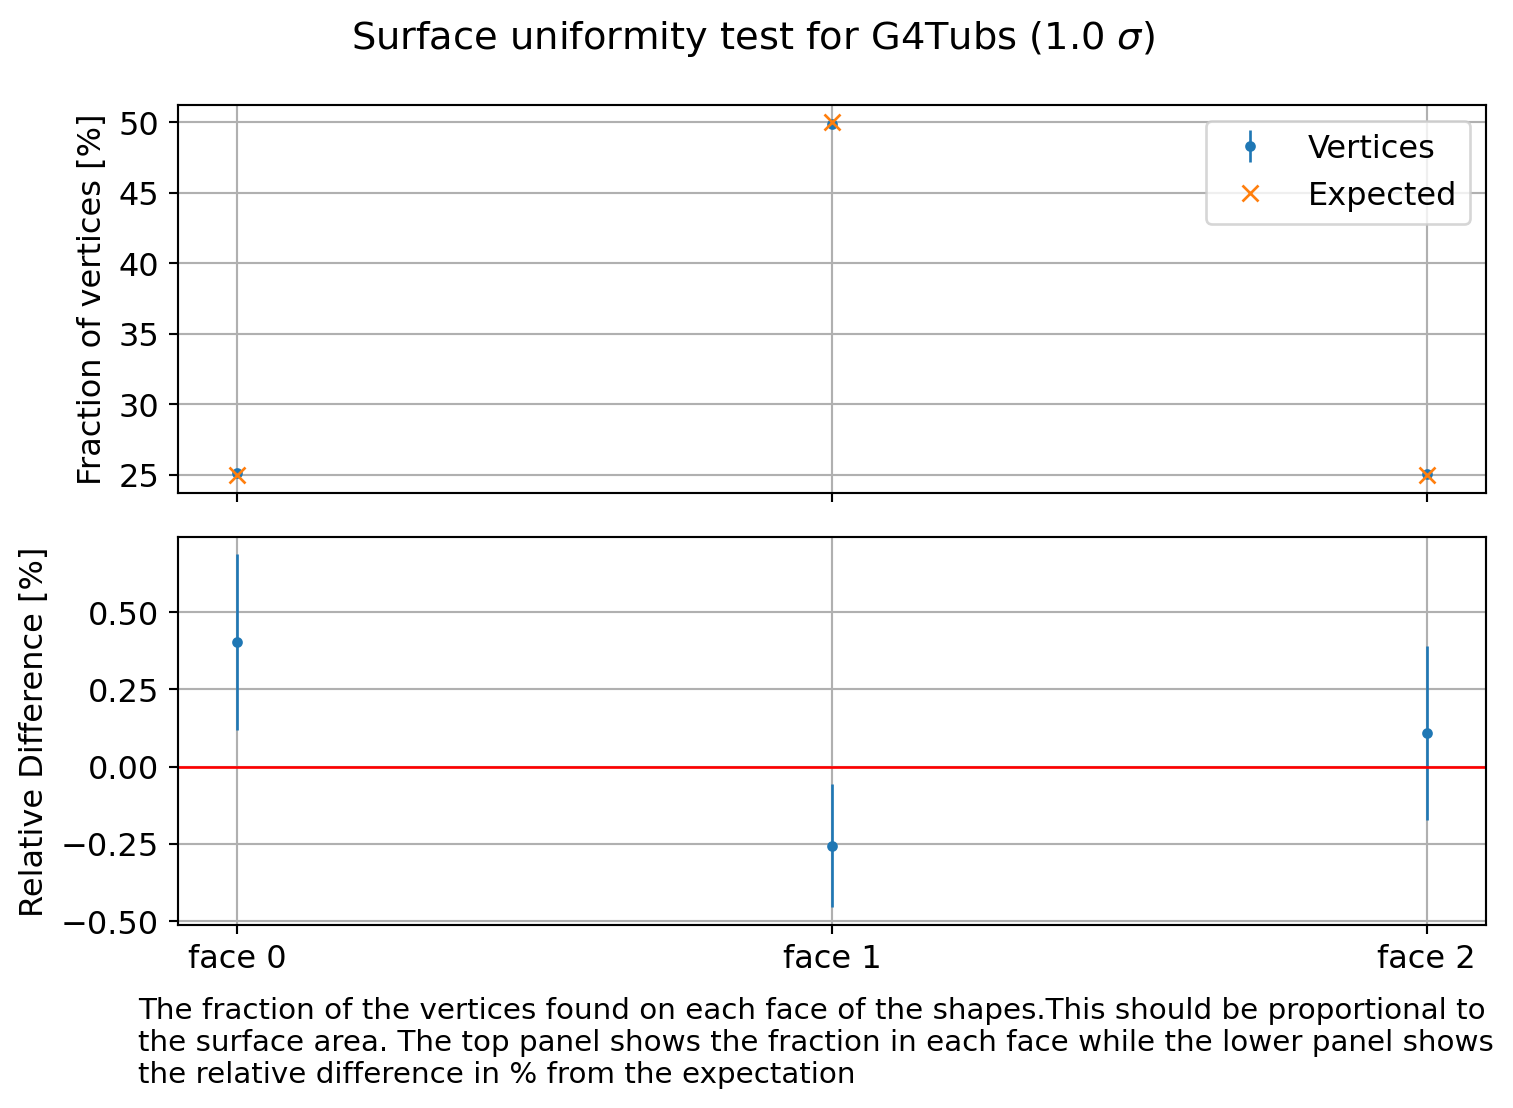 Surface uniformity test for G4Tubs (1.0 σ)
Fraction of vertices [%]
50
45
40
35
30
25
Vertices
Expected
Relative Difference [%]
0.50
0.25
0.00
−0.25
−0.50
face 0
face 1
face 2
The fraction of the vertices found on each face of the shapes.This should be proportional to
the surface area. The top panel shows the fraction in each face while the lower panel shows
the relative difference in % from the expectation